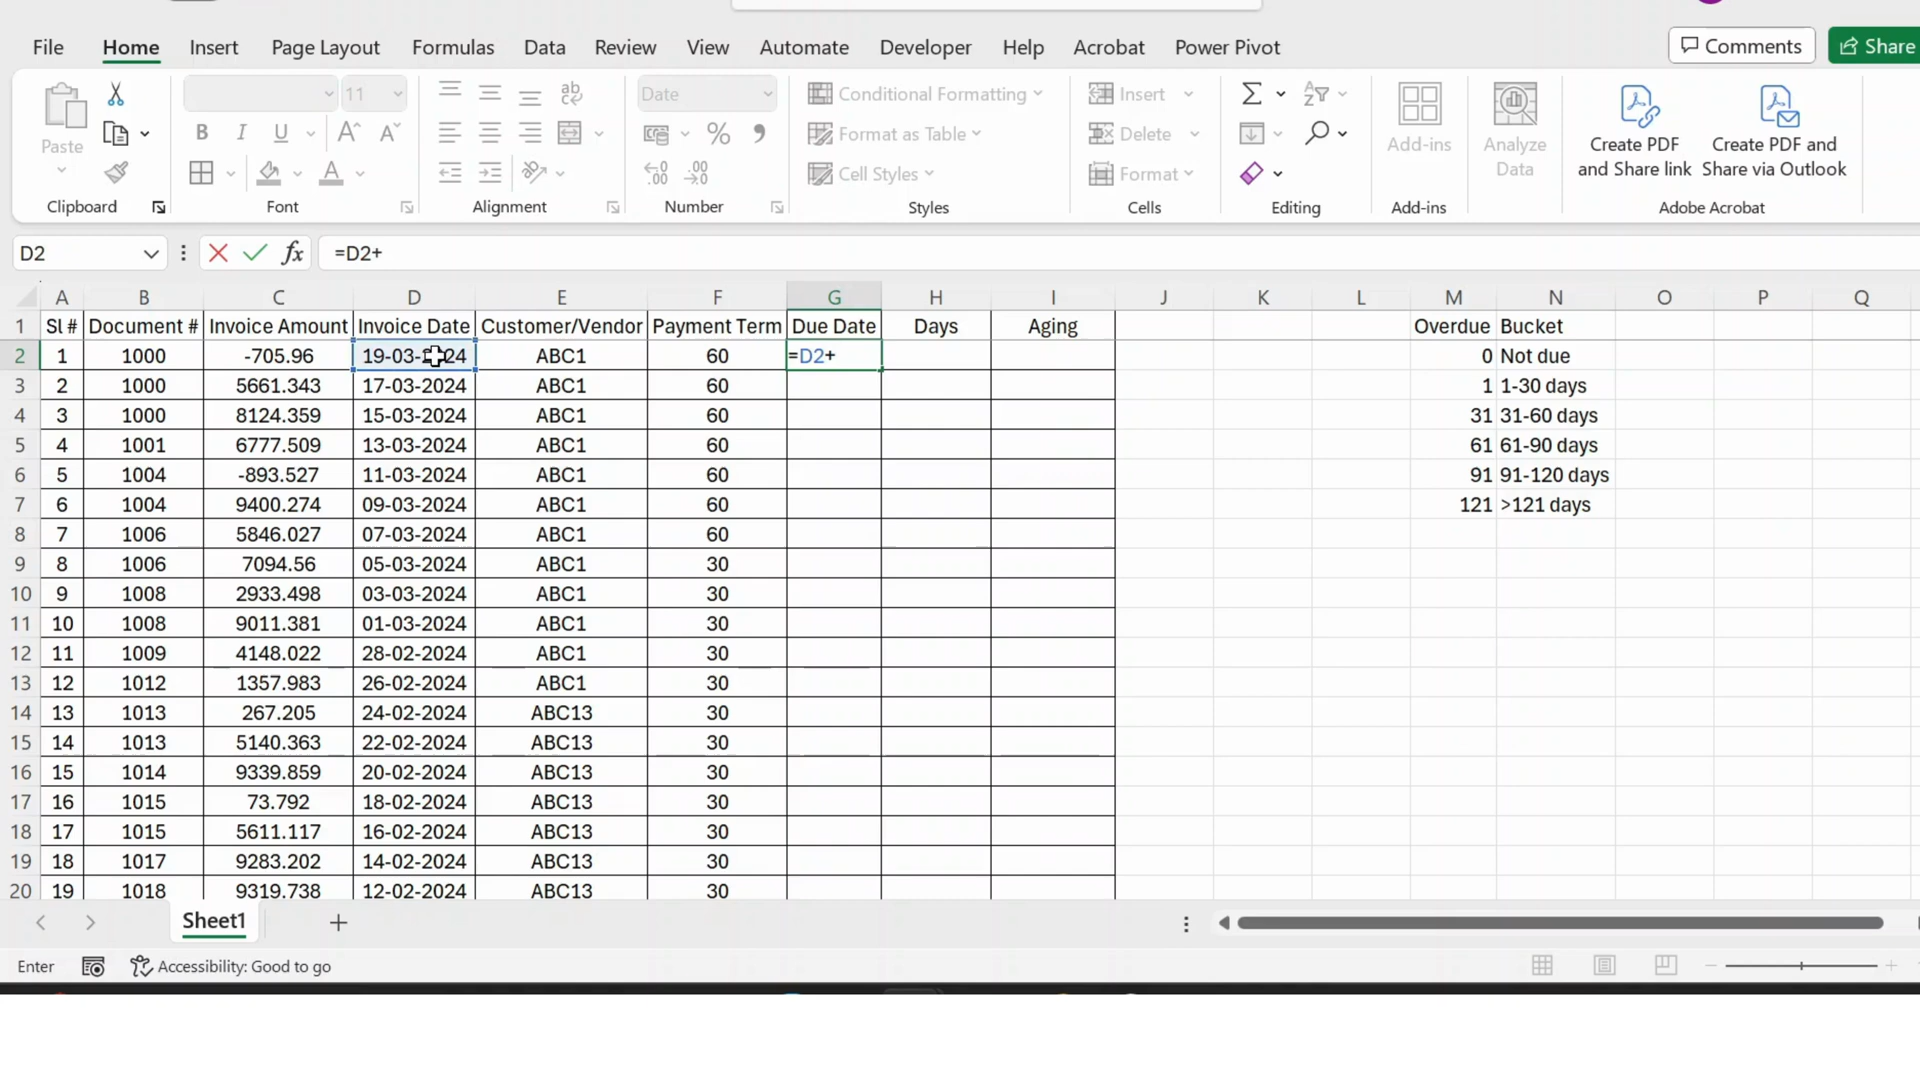 File Home Insert Page Layout Formulas Data Review View Automate Developer Help Acrobat Power Pivot Comments Share
11 Date Conditional Formatting Insert
Paste B I U A A % Format as Table Delete Add-ins Analyze Data Create PDF and Share link Create PDF and Share via Outlook
Cell Styles Format
Clipboard Font Alignment Number Styles Cells Editing Add-ins Adobe Acrobat
D2 fx =D2+
A B C D E F G H I J K L M N O P Q
1 Sl # Document # Invoice Amount Invoice Date Customer/Vendor Payment Term Due Date Days Aging Overdue Bucket
2 1 1000 -705.96 19-03-2024 ABC1 60 =D2+ 0 Not due
3 2 1000 5661.343 17-03-2024 ABC1 60 1 1-30 days
4 3 1000 8124.359 15-03-2024 ABC1 60 31 31-60 days
5 4 1001 6777.509 13-03-2024 ABC1 60 61 61-90 days
6 5 1004 -893.527 11-03-2024 ABC1 60 91 91-120 days
7 6 1004 9400.274 09-03-2024 ABC1 60 121 >121 days
8 7 1006 5846.027 07-03-2024 ABC1 60
9 8 1006 7094.56 05-03-2024 ABC1 30
10 9 1008 2933.498 03-03-2024 ABC1 30
11 10 1008 9011.381 01-03-2024 ABC1 30
12 11 1009 4148.022 28-02-2024 ABC1 30
13 12 1012 1357.983 26-02-2024 ABC1 30
14 13 1013 267.205 24-02-2024 ABC13 30
15 14 1013 5140.363 22-02-2024 ABC13 30
16 15 1014 9339.859 20-02-2024 ABC13 30
17 16 1015 73.792 18-02-2024 ABC13 30
18 17 1015 5611.117 16-02-2024 ABC13 30
19 18 1017 9283.202 14-02-2024 ABC13 30
20 19 1018 9319.738 12-02-2024 ABC13 30
Sheet1
Enter Accessibility: Good to go